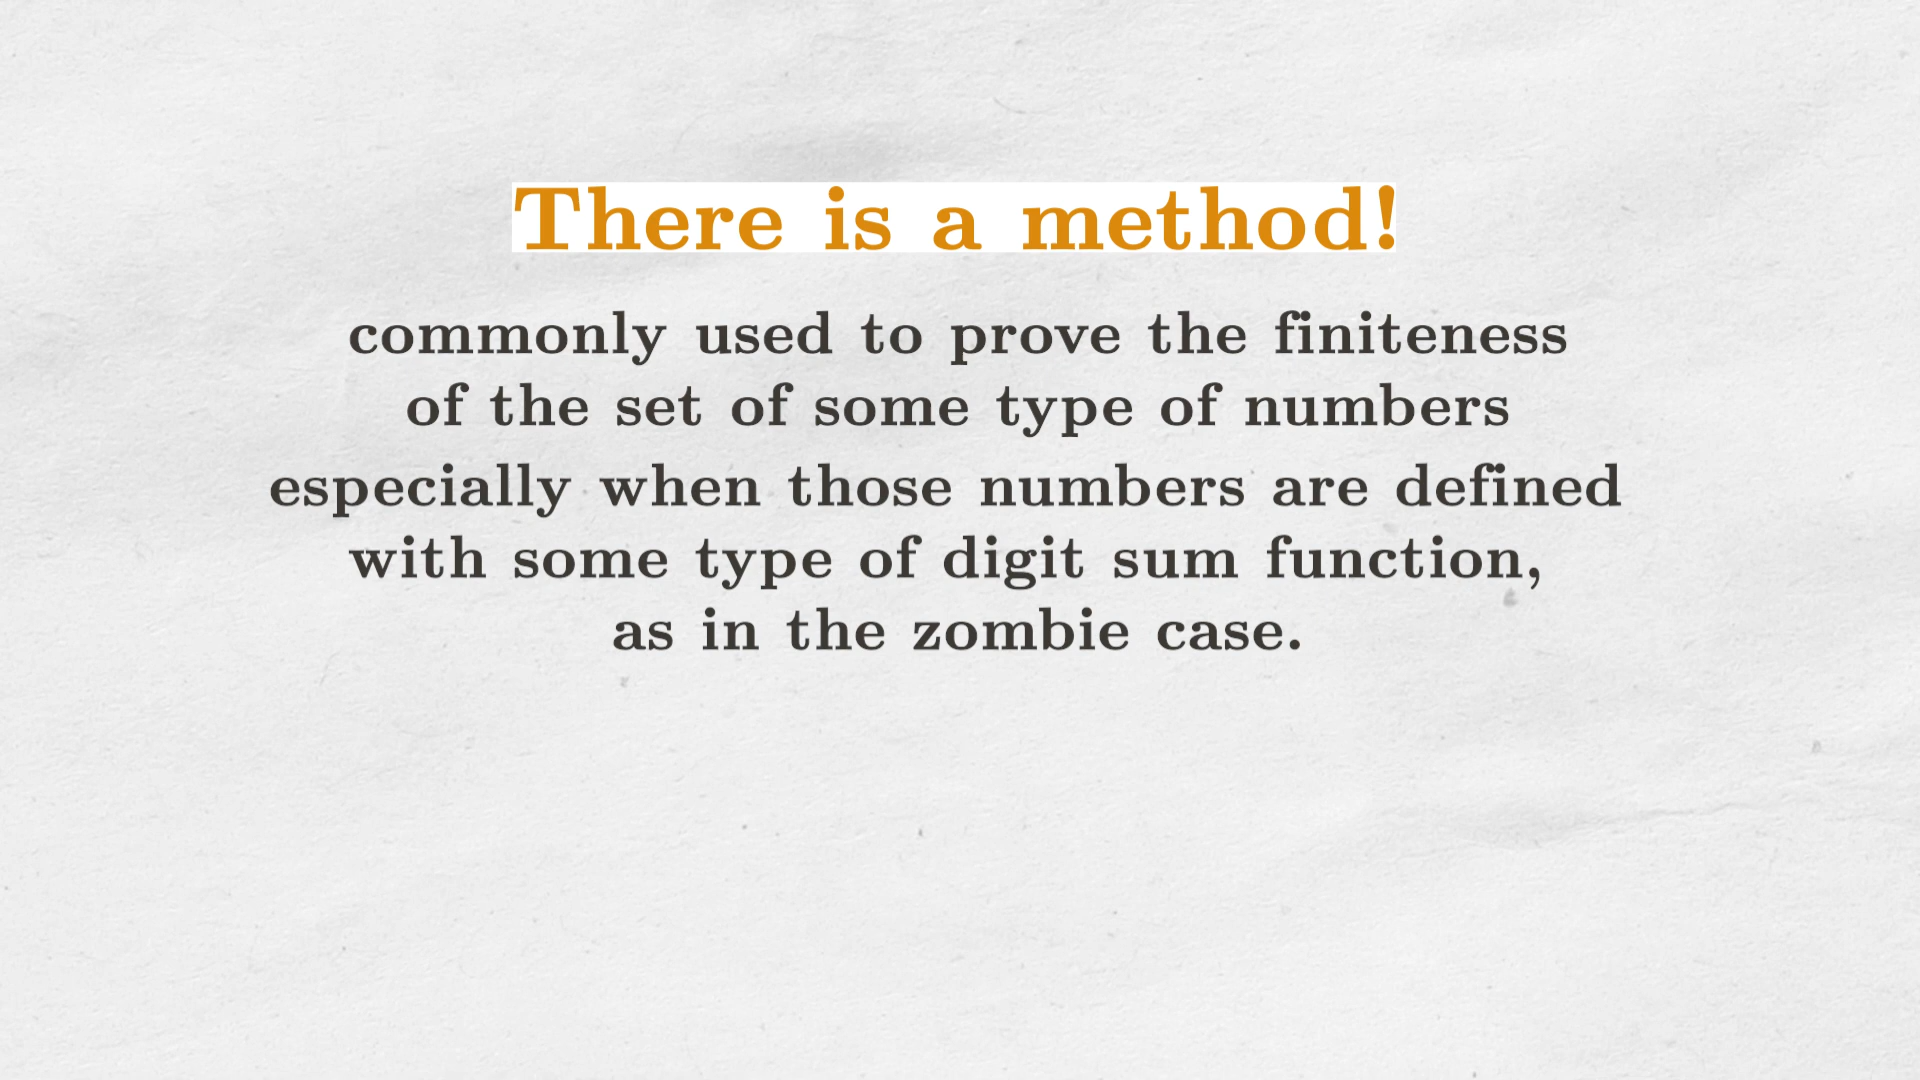 There is a method!
commonly used to prove the finiteness
of the set of some type of numbers
especially when those numbers are defined
with some type of digit sum function,
as in the zombie case.